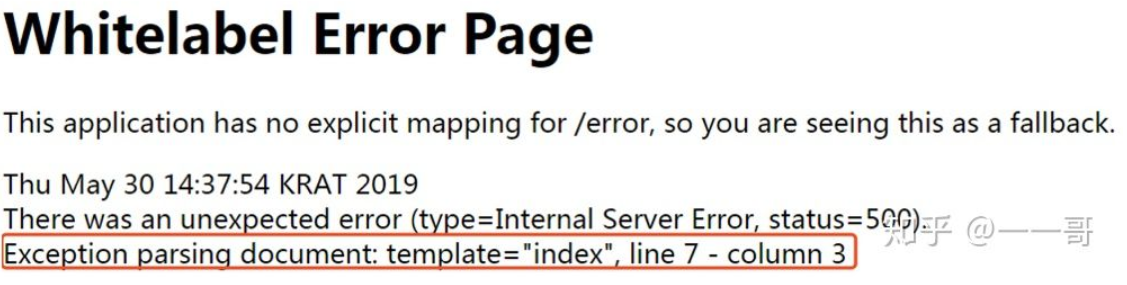 Whitelabel Error Page
This application has no explicit mapping for /error, so you are seeing this as a fallback.
Thu May 30 14:37:54 KRAT 2019
There was an unexpected error (type=Internal Server Error, status=500).
知乎 @一一哥
Exception parsing document: template="index", line 7 - column 3